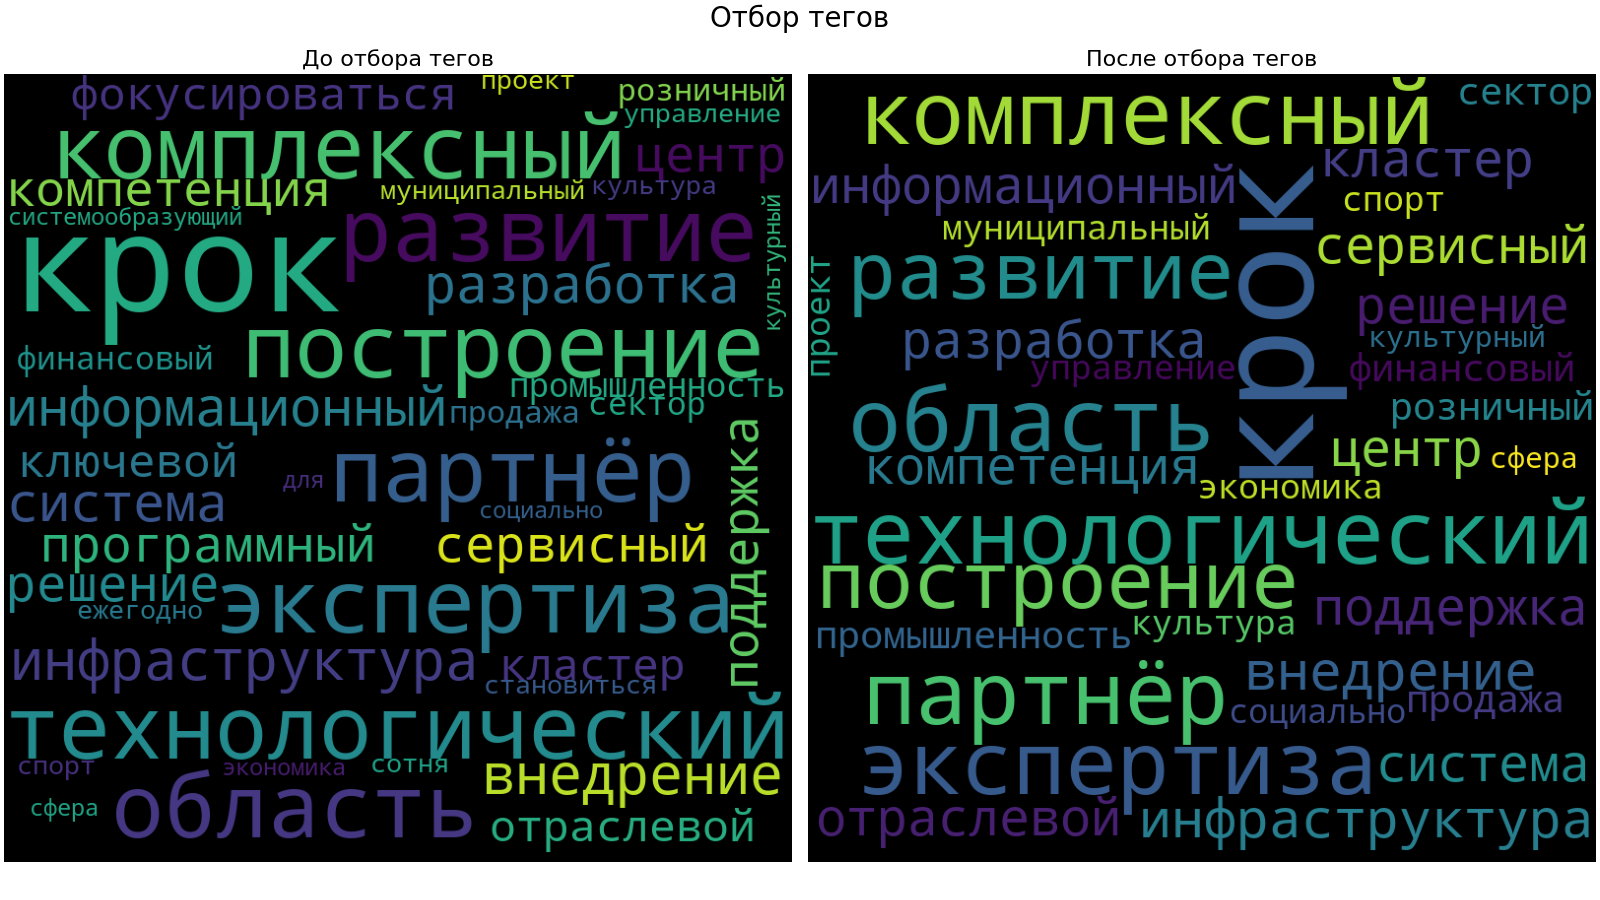 Отбор тегов
До отбора тегов
фокусироваться
проект
розничный
управление
комплексный
центр
компетенция
муниципальный
культура
системообразующий
культурный
крок
развитие
разработка
построение
финансовый
промышленность
информационный
продажа
сектор
ключевой
партнёр
поддержка
для
система
социально
программный
сервисный
решение
ежегодно
экспертиза
инфраструктура
кластер
становиться
технологический
спорт
экономика
сотня
внедрение
сфера
область
отраслевой
После отбора тегов
комплексный
сектор
кластер
информационный
спорт
муниципальный
крок
сервисный
проект
развитие
решение
разработка
культурный
управление
финансовый
область
розничный
центр
сфера
компетенция
экономика
технологический
построение
поддержка
промышленность
культура
партнёр
внедрение
социально
продажа
экспертиза
система
отраслевой
инфраструктура